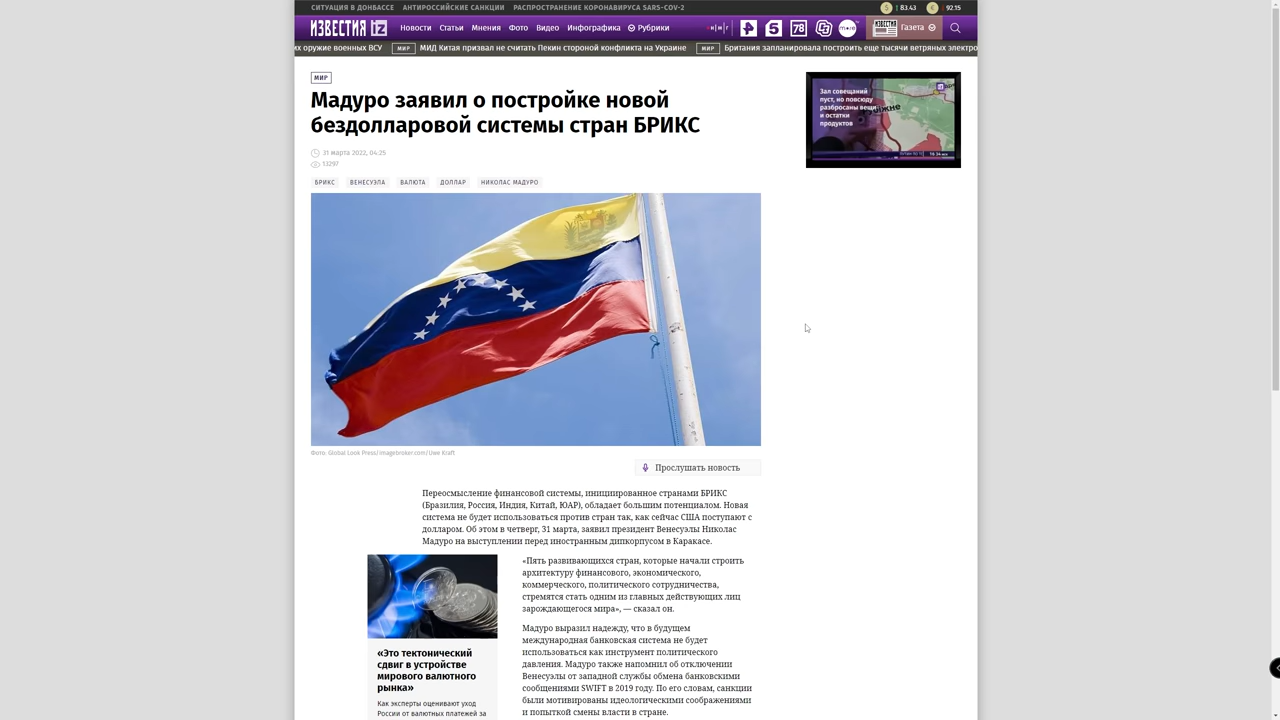 СИТУАЦИЯ В ДОНБАССЕ АНТИРОССИЙСКИЕ САНКЦИИ РАСПРОСТРАНЕНИЕ КОРОНАВИРУСА SARS-COV-2
$ 83.43 € 92.15
ИЗВЕСТИЯ iz Новости Статьи Мнения Фото Видео Инфографика Рубрики
5 78 ИЗВЕСТИЯ Газета
их оружие военных ВСУ МИР МИД Китая призвал не считать Пекин стороной конфликта на Украине МИР Британия запланировала построить еще тысячи ветряных электро
МИР
Мадуро заявил о постройке новой
бездолларовой системы стран БРИКС
31 марта 2022, 04:25
13297
БРИКС ВЕНЕСУЭЛА ВАЛЮТА ДОЛЛАР НИКОЛАС МАДУРО
Зал совещаний
пуст, но повсюду
разбросаны вещи
и остатки
продуктов
Фото: Global Look Press/imagebroker.com/Uwe Kraft
Прослушать новость
Переосмысление финансовой системы, инициированное странами БРИКС
(Бразилия, Россия, Индия, Китай, ЮАР), обладает большим потенциалом. Новая
система не будет использоваться против стран так, как сейчас США поступают с
долларом. Об этом в четверг, 31 марта, заявил президент Венесуэлы Николас
Мадуро на выступлении перед иностранным дипкорпусом в Каракасе.
«Пять развивающихся стран, которые начали строить
архитектуру финансового, экономического,
коммерческого, политического сотрудничества,
стремятся стать одним из главных действующих лиц
зарождающегося мира», — сказал он.
Мадуро выразил надежду, что в будущем
международная банковская система не будет
использоваться как инструмент политического
давления. Мадуро также напомнил об отключении
Венесуэлы от западной службы обмена банковскими
сообщениями SWIFT в 2019 году. По его словам, санкции
были мотивированы идеологическими соображениями
и попыткой смены власти в стране.
«Это тектонический
сдвиг в устройстве
мирового валютного
рынка»
Как эксперты оценивают уход
России от валютных платежей за